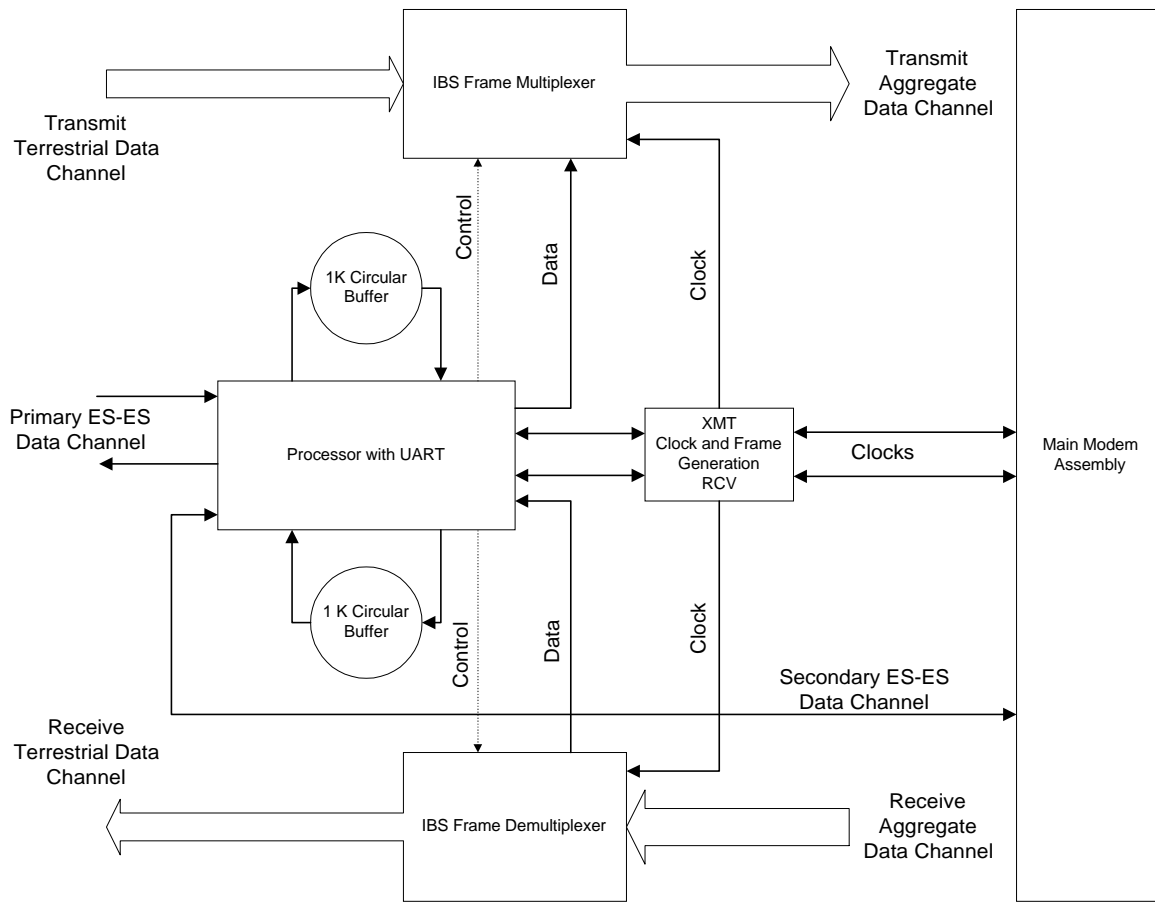 IBS Frame Multiplexer
Transmit
Aggregate
Data Channel
Transmit
Terrestrial Data
Channel
Control
Data
Clock
1K Circular
Buffer
Primary ES-ES
Data Channel
Processor with UART
XMT
Clock and Frame
Generation
RCV
Clocks
Main Modem
Assembly
1 K Circular
Buffer
Control
Data
Clock
Secondary ES-ES
Data Channel
Receive
Terrestrial Data
Channel
IBS Frame Demultiplexer
Receive
Aggregate
Data Channel